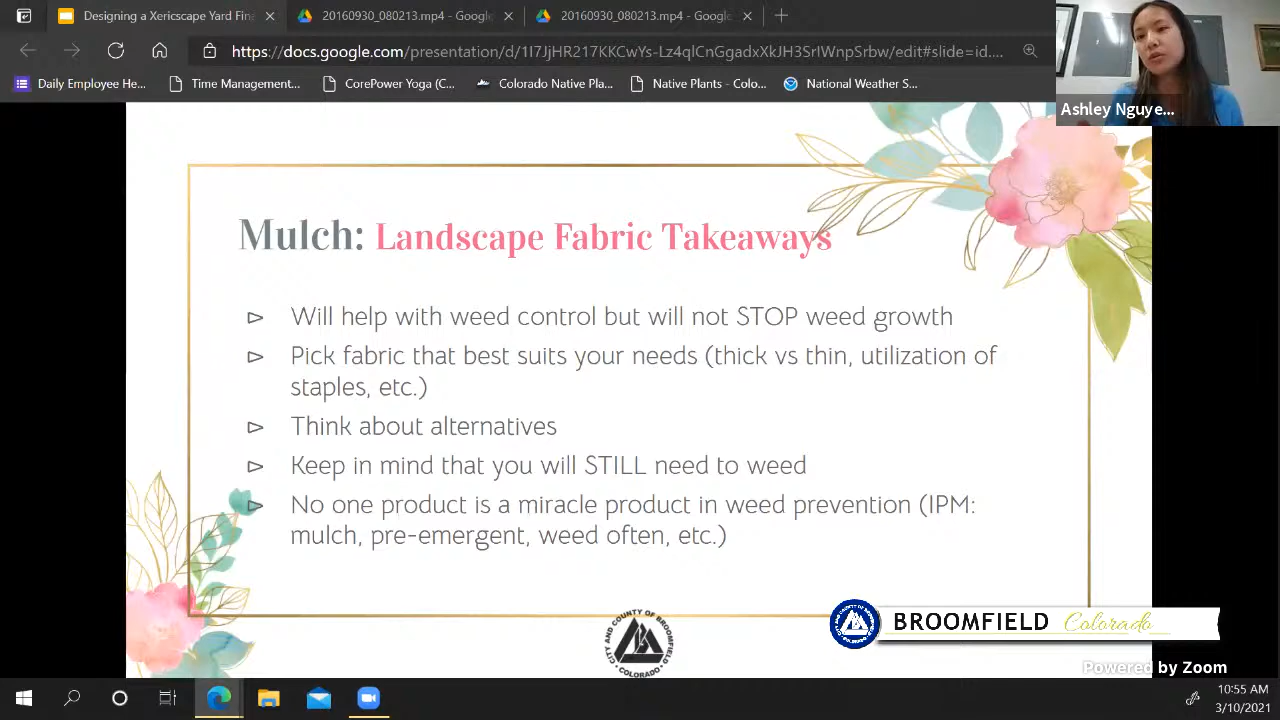 Designing a Xericscape Yard Fin
20160930_080213.mp4 - Googl
20160930_080213.mp4 - Google
https://docs.google.com/presentation/d/1I7JjHR217KKCwYs-Lz4qlCnGgadxXkJH3SrIWnpSrbw/edit#slide=id....
Daily Employee He...
Time Management...
CorePower Yoga (C...
Colorado Native Pla...
Native Plants - Colo...
National Weather S...
Ashley Nguye...
Mulch: Landscape Fabric Takeaways
Will help with weed control but will not STOP weed growth
Pick fabric that best suits your needs (thick vs thin, utilization of
staples, etc.)
Think about alternatives
Keep in mind that you will STILL need to weed
No one product is a miracle product in weed prevention (IPM:
mulch, pre-emergent, weed often, etc.)
CITY AND COUNTY OF BROOMFIELD
COLORADO
BROOMFIELD Colorado
Powered by Zoom
10:55 AM
3/10/2021